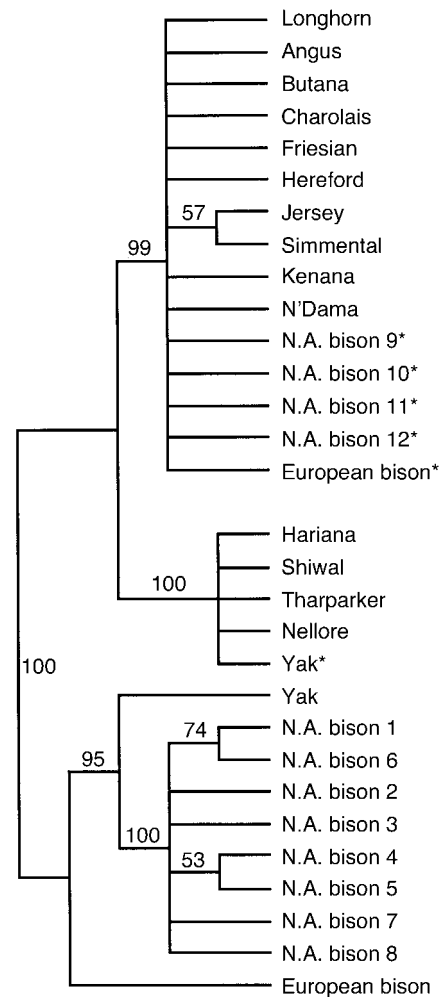 Longhorn
Angus
Butana
Charolais
Friesian
Hereford
57
Jersey
Simmental
99
Kenana
N'Dama
N.A. bison 9*
N.A. bison 10*
N.A. bison 11*
N.A. bison 12*
European bison*
Hariana
Shiwal
100
Tharparker
Nellore
Yak*
100
Yak
74
N.A. bison 1
95
N.A. bison 6
N.A. bison 2
N.A. bison 3
100
53
N.A. bison 4
N.A. bison 5
N.A. bison 7
N.A. bison 8
European bison